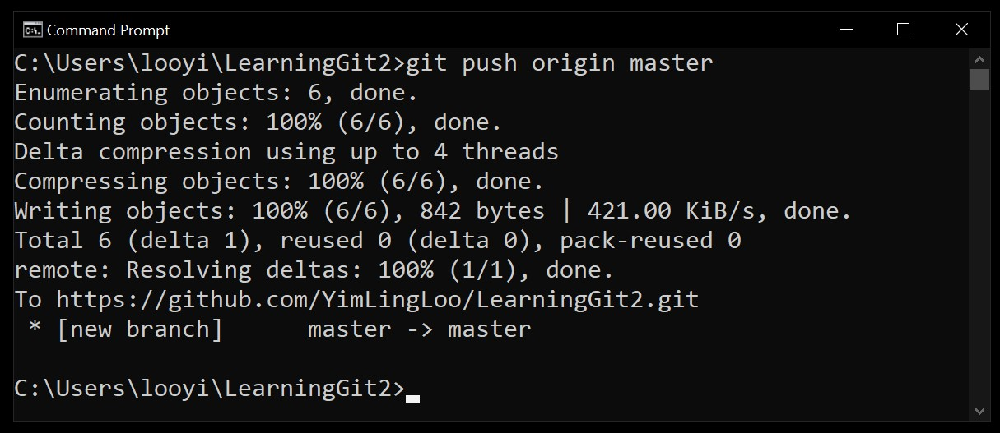 Command Prompt
C:\Users\looyi\LearningGit2>git push origin master
Enumerating objects: 6, done.
Counting objects: 100% (6/6), done.
Delta compression using up to 4 threads
Compressing objects: 100% (6/6), done.
Writing objects: 100% (6/6), 842 bytes | 421.00 KiB/s, done.
Total 6 (delta 1), reused 0 (delta 0), pack-reused 0
remote: Resolving deltas: 100% (1/1), done.
To https://github.com/YimLingLoo/LearningGit2.git
 * [new branch]      master -> master
C:\Users\looyi\LearningGit2>